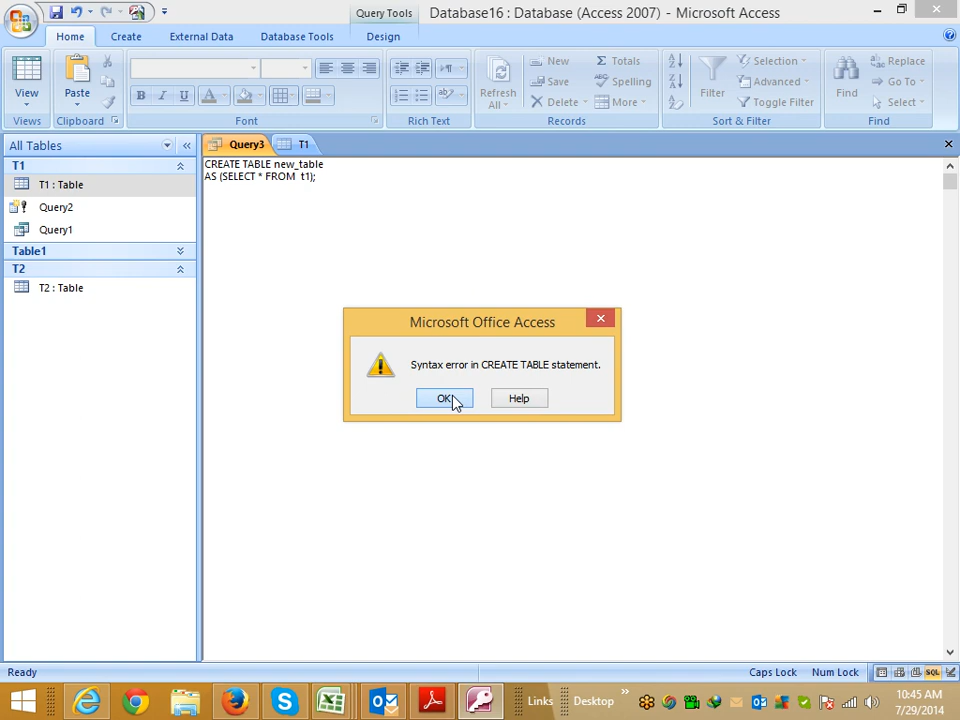 Query Tools
Database16 : Database (Access 2007) - Microsoft Access
Home
Create
External Data
Database Tools
Design
View
Paste
B I U A
Refresh
All
New
Save
Delete
Totals
Spelling
More
Filter
Selection
Advanced
Toggle Filter
Find
Replace
Go To
Select
Views
Clipboard
Font
Rich Text
Records
Sort & Filter
Find
All Tables
T1
T1 : Table
Query2
Query1
Table1
T2
T2 : Table
Query3
T1
CREATE TABLE new_table
AS (SELECT * FROM t1);
Microsoft Office Access
Syntax error in CREATE TABLE statement.
OK
Help
Ready
Caps Lock
Num Lock
SQL
Links
Desktop
10:45 AM
7/29/2014